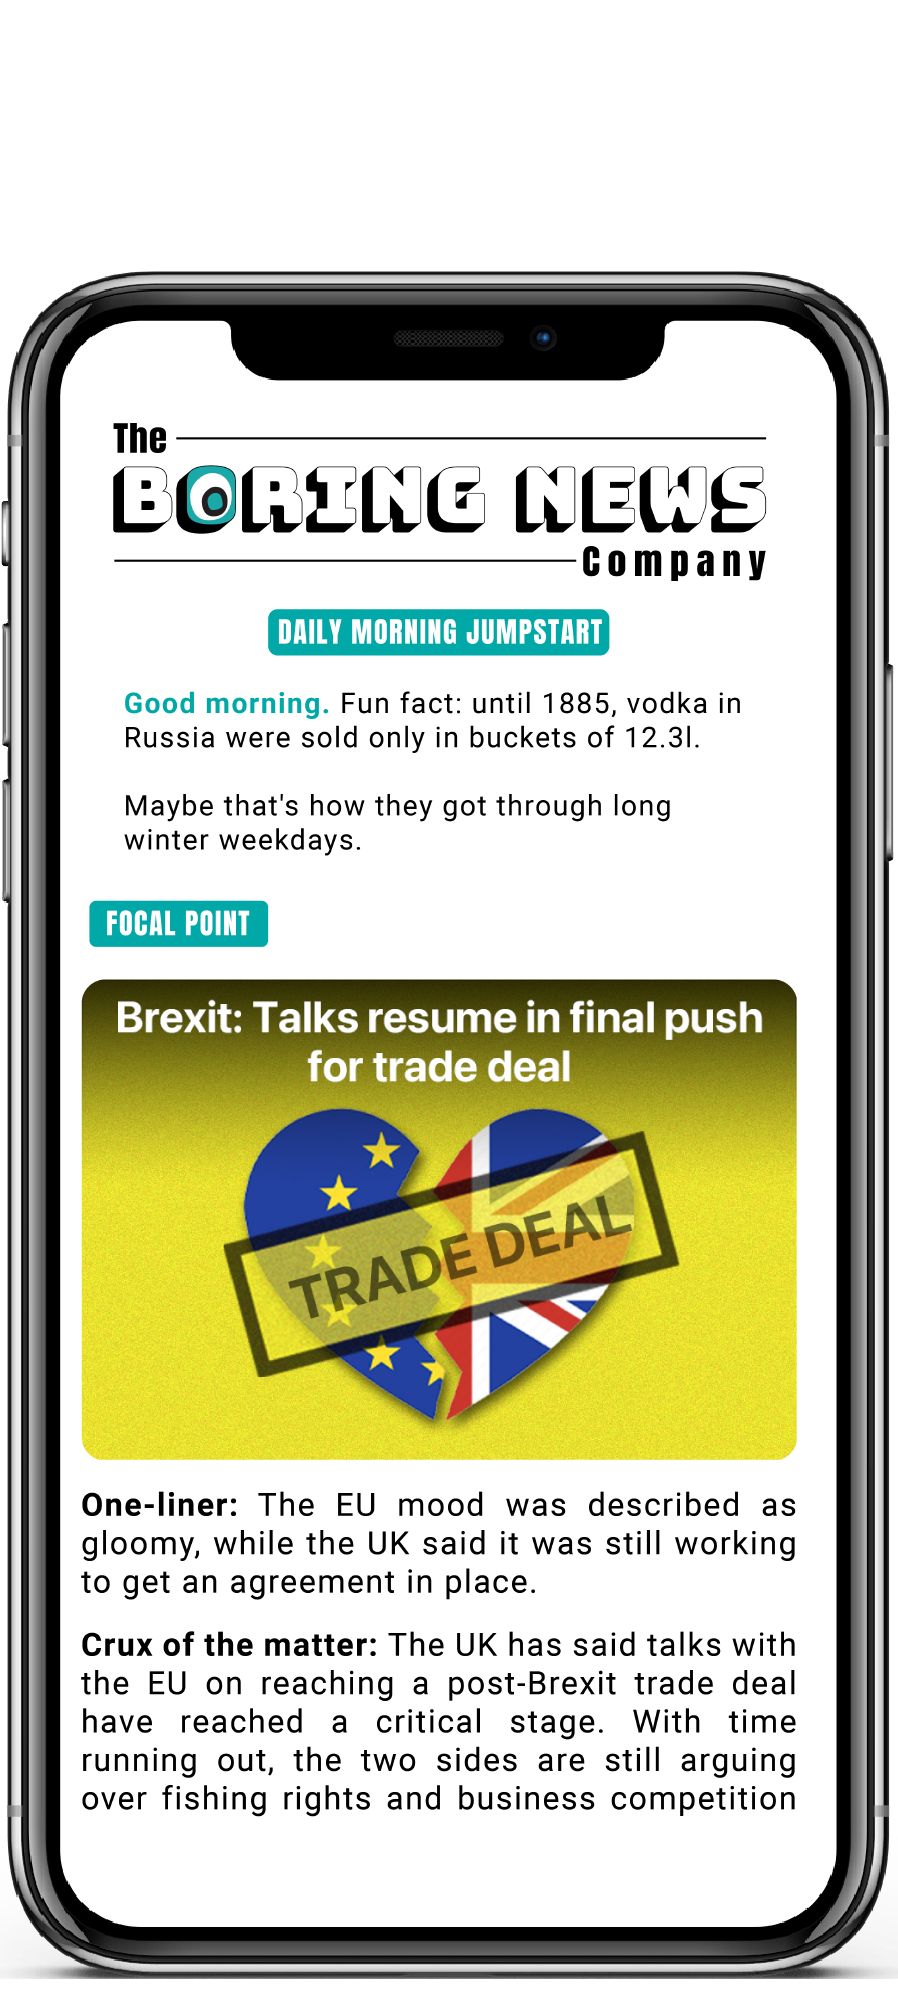 The
BORING NEWS
Company
DAILY MORNING JUMPSTART
Good morning. Fun fact: until 1885, vodka in
Russia were sold only in buckets of 12.3l.
Maybe that's how they got through long
winter weekdays.
FOCAL POINT
Brexit: Talks resume in final push
for trade deal
TRADE DEAL
One-liner: The EU mood was described as
gloomy, while the UK said it was still working
to get an agreement in place.
Crux of the matter: The UK has said talks with
the EU on reaching a post-Brexit trade deal
have reached a critical stage. With time
running out, the two sides are still arguing
over fishing rights and business competition